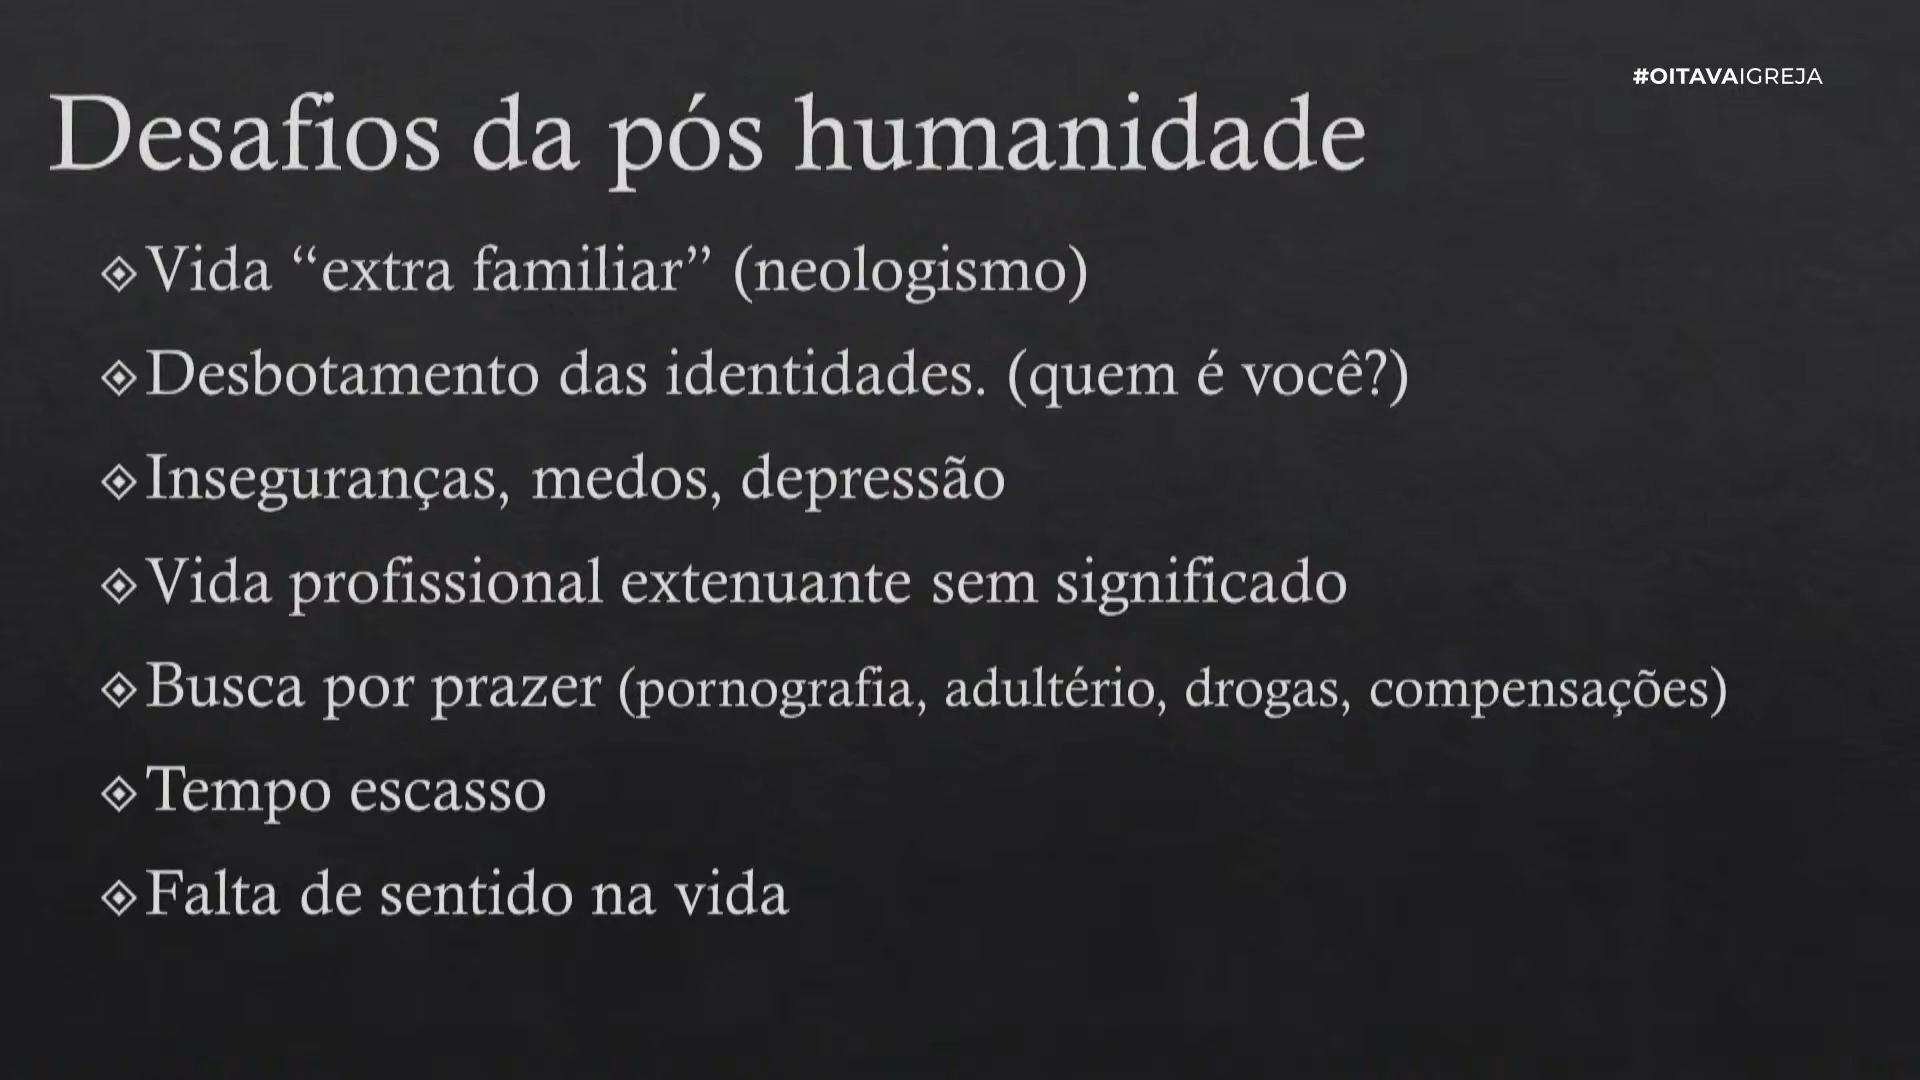 #OITAVAIGREJA
Desafios da pós humanidade
Vida “extra familiar” (neologismo)
Desbotamento das identidades. (quem é você?)
Inseguranças, medos, depressão
Vida profissional extenuante sem significado
Busca por prazer (pornografia, adultério, drogas, compensações)
Tempo escasso
Falta de sentido na vida